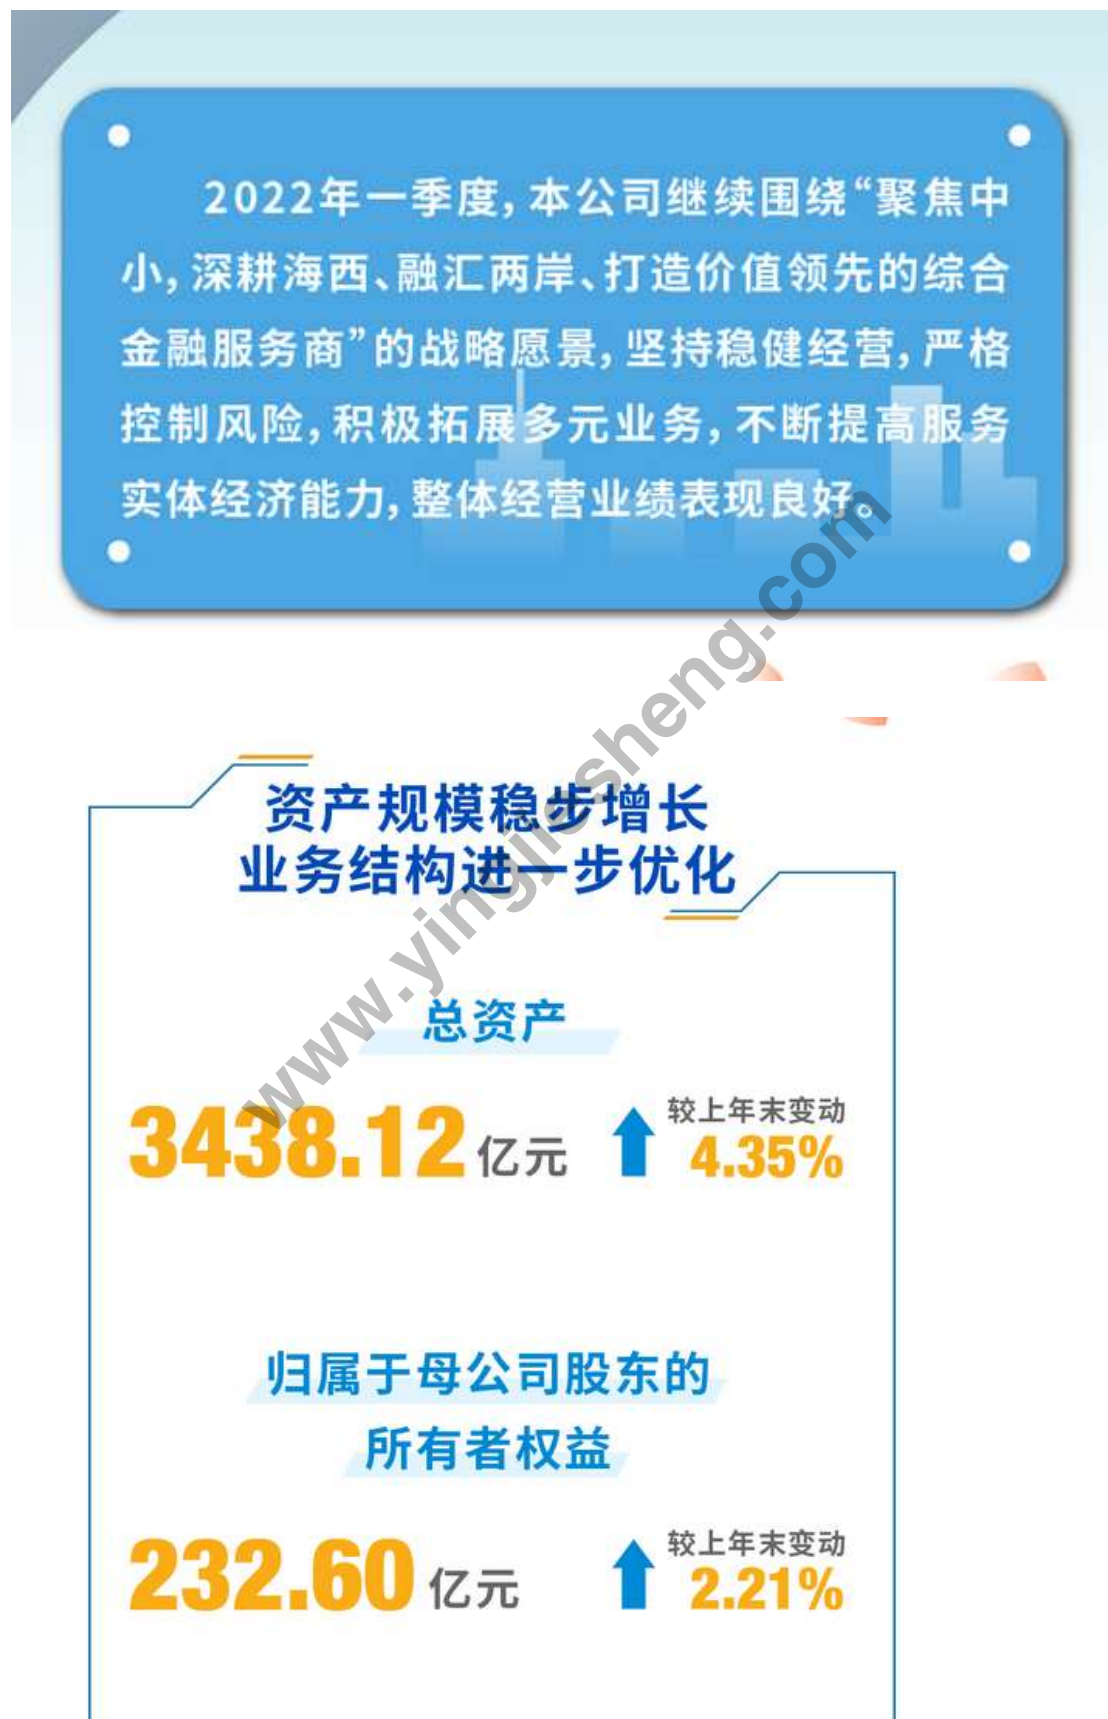 2022年一季度,本公司继续围绕“聚焦中
小,深耕海西、融汇两岸、打造价值领先的综合
金融服务商”的战略愿景,坚持稳健经营,严格
控制风险,积极拓展多元业务,不断提高服务
实体经济能力,整体经营业绩表现良好。
www.yingjiesheng.com
资产规模稳步增长
业务结构进一步优化
总资产
3438.12亿元
较上年末变动
4.35%
归属于母公司股东的
所有者权益
232.60亿元
较上年末变动
2.21%